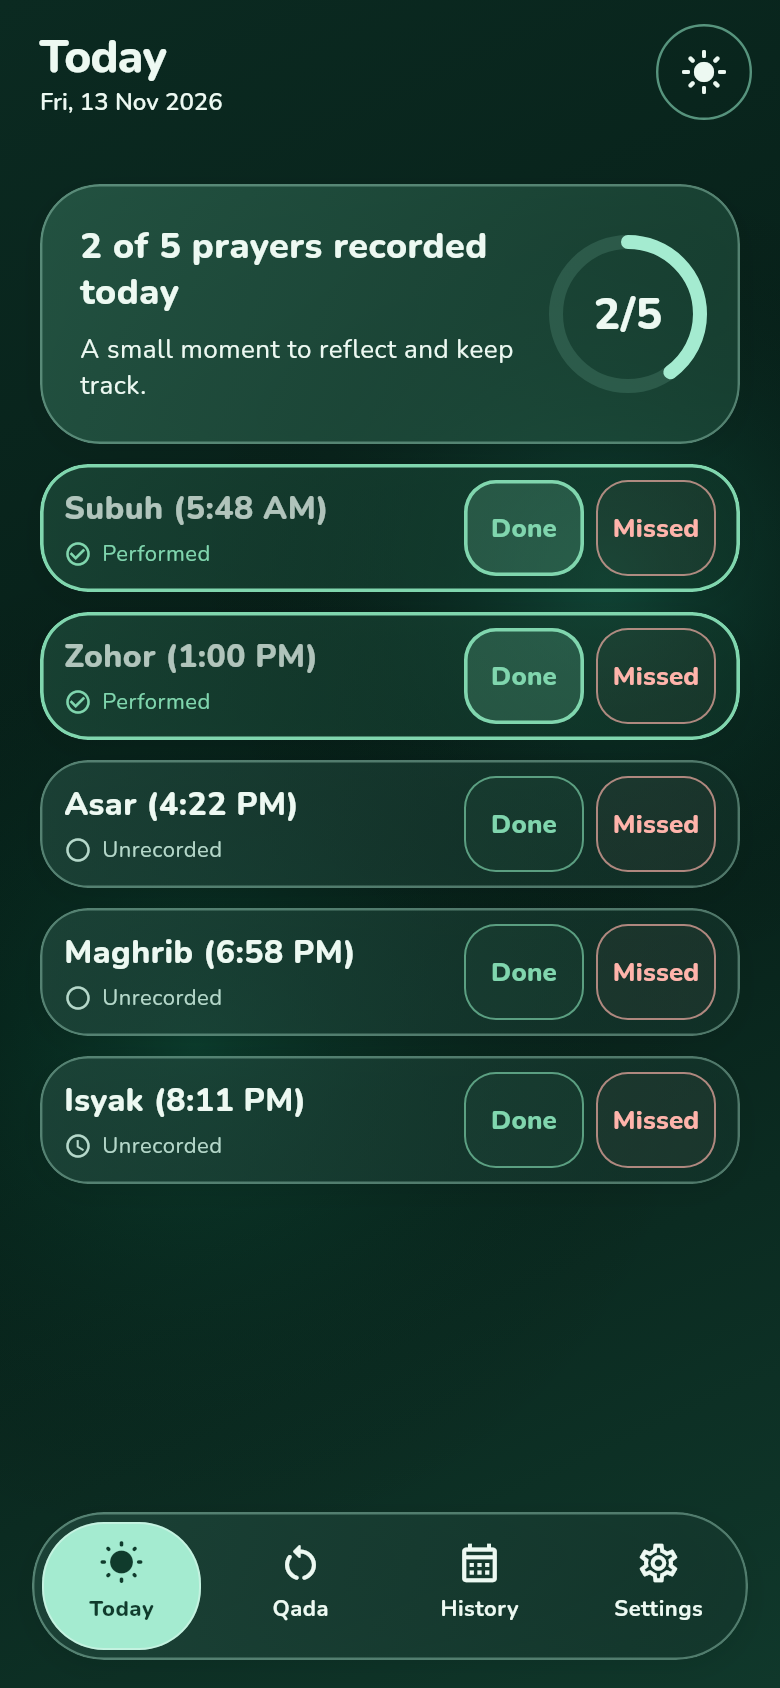 Today
Fri, 13 Nov 2026
2 of 5 prayers recorded
today
A small moment to reflect and keep
track.
2/5
Subuh (5:48 AM)
Performed
Done
Missed
Zohor (1:00 PM)
Performed
Done
Missed
Asar (4:22 PM)
Unrecorded
Done
Missed
Maghrib (6:58 PM)
Unrecorded
Done
Missed
Isyak (8:11 PM)
Unrecorded
Done
Missed
Today
Qada
History
Settings